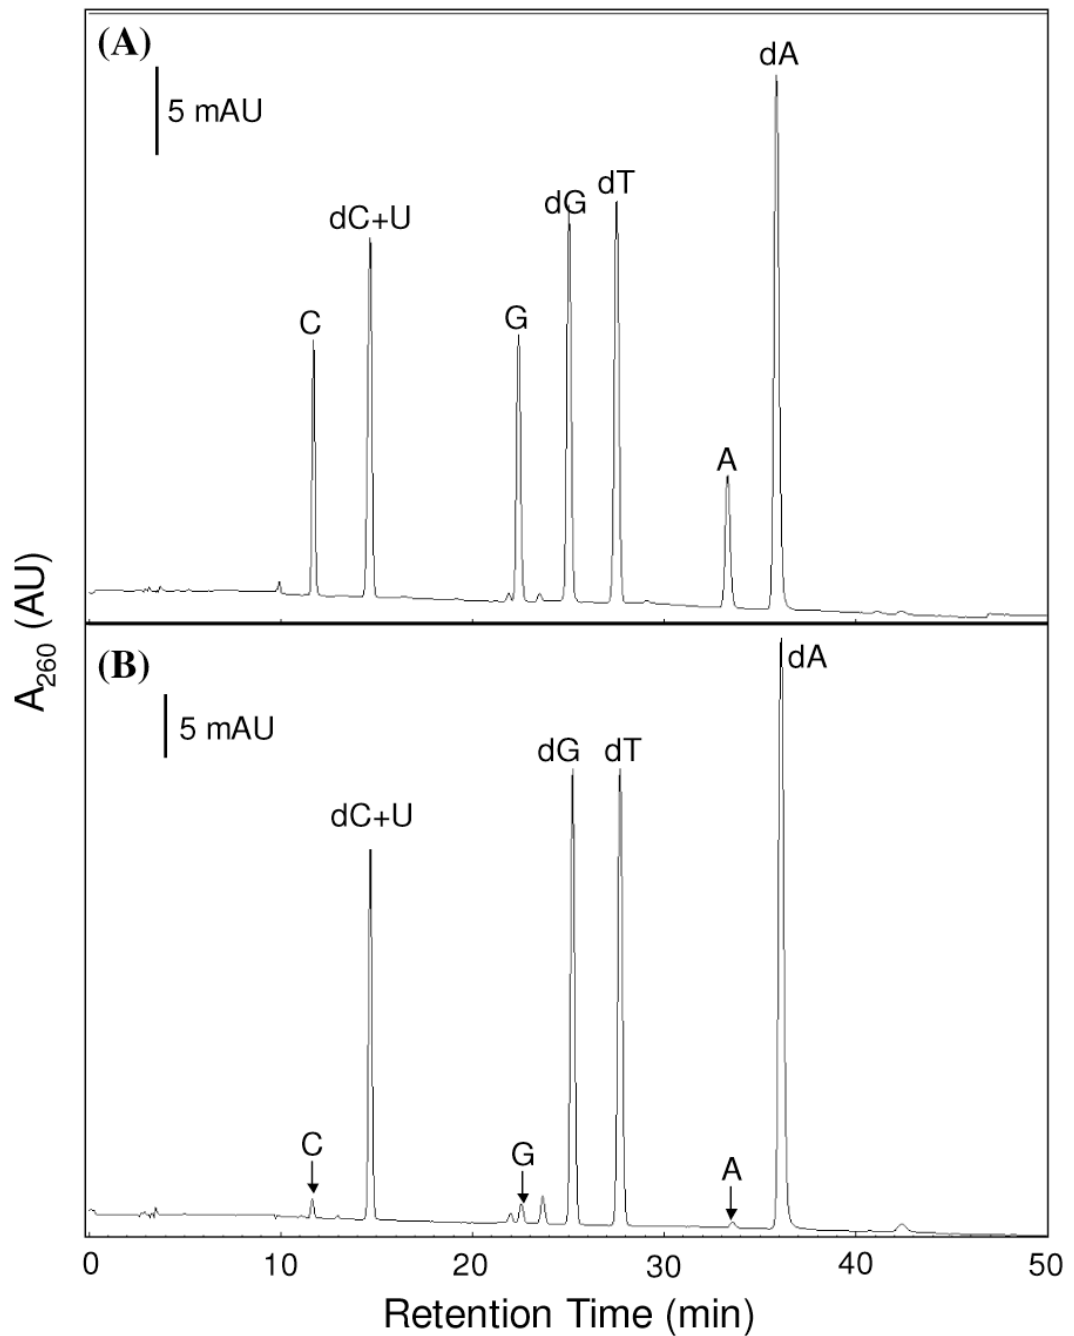 (A)
5 mAU
C
dC+U
G
dG
dT
A
dA
A260 (AU)
(B)
5 mAU
C
dC+U
G
dG
dT
A
dA
0 10 20 30 40 50
Retention Time (min)